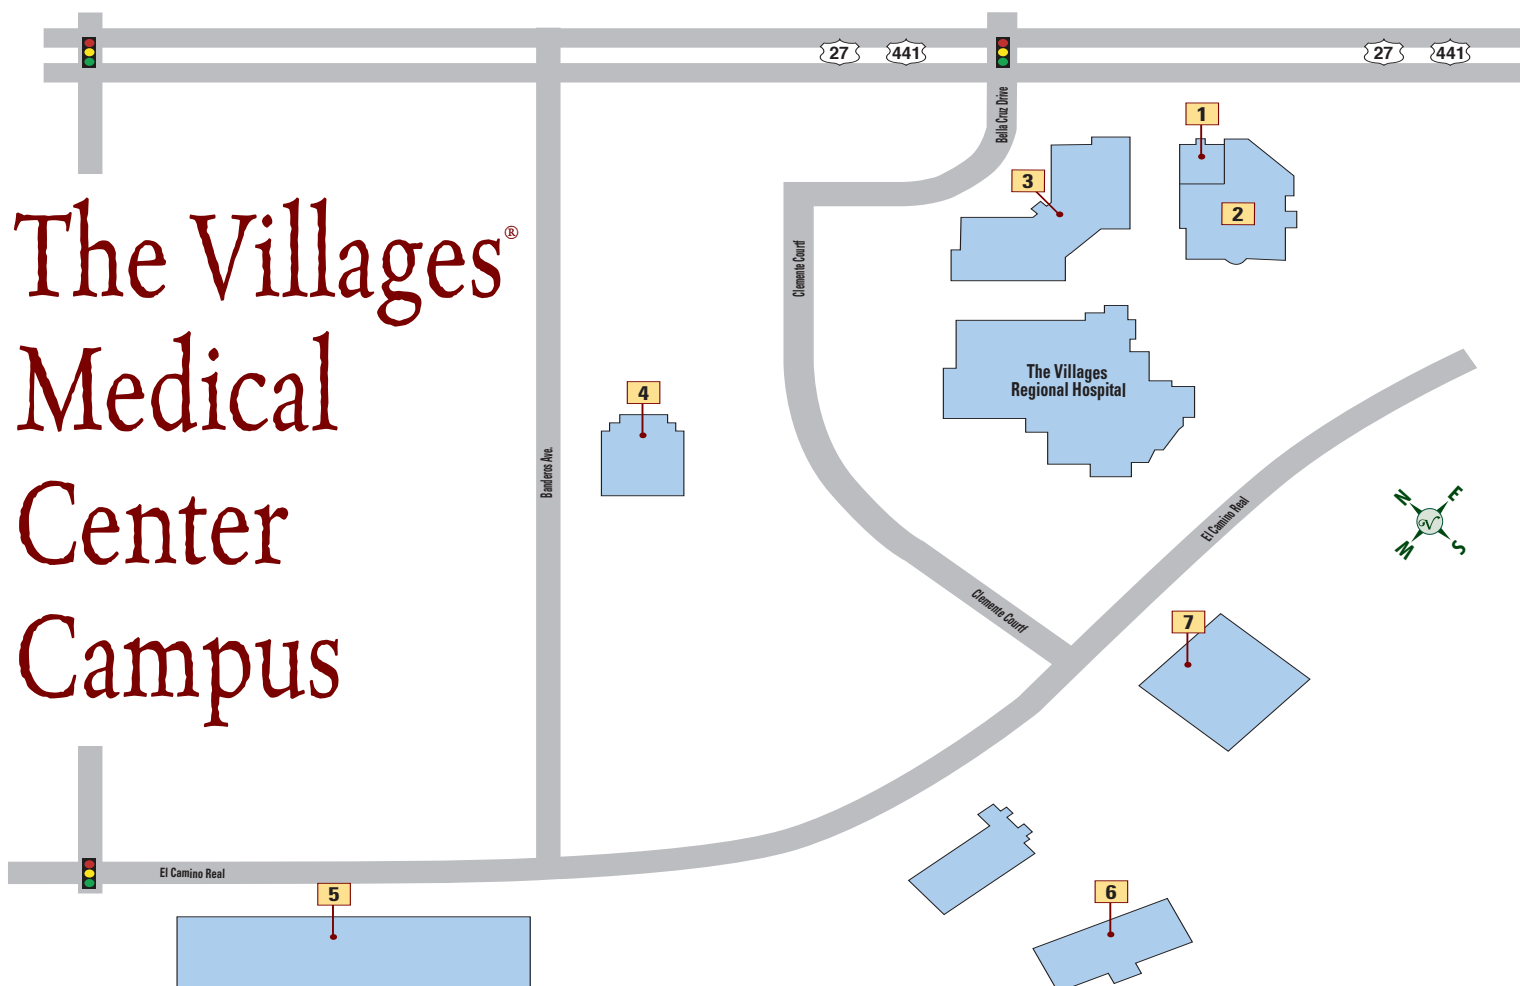 27 441 27 441
Bella Cruz Drive
1
3
2
The Villages®
Medical
Center
Campus
Clemente Court
The Villages
Regional Hospital
4
Banderos Ave.
El Camino Real
N E
V
W S
Clemente Court
7
El Camino Real
5
6